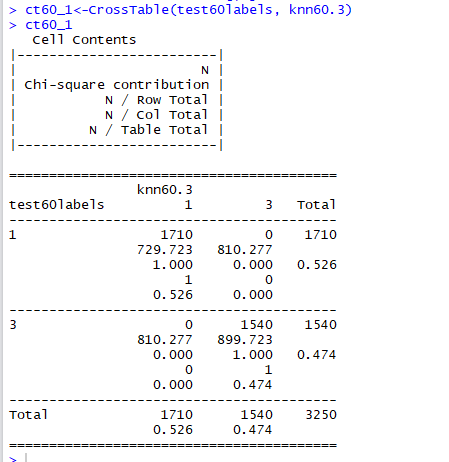 > ct60_1<-CrossTable(test60labels, knn60.3)
> ct60_1
   Cell Contents
|-------------------------|
|                       N |
| Chi-square contribution |
|           N / Row Total |
|           N / Col Total |
|         N / Table Total |
|-------------------------|

=========================================
                knn60.3
test60labels          1        3    Total
-----------------------------------------
1                  1710        0     1710
                729.723  810.277
                  1.000    0.000    0.526
                      1        0
                  0.526    0.000
-----------------------------------------
3                     0     1540     1540
                810.277  899.723
                  0.000    1.000    0.474
                      0        1
                  0.000    0.474
-----------------------------------------
Total              1710     1540     3250
                  0.526    0.474
=========================================
>